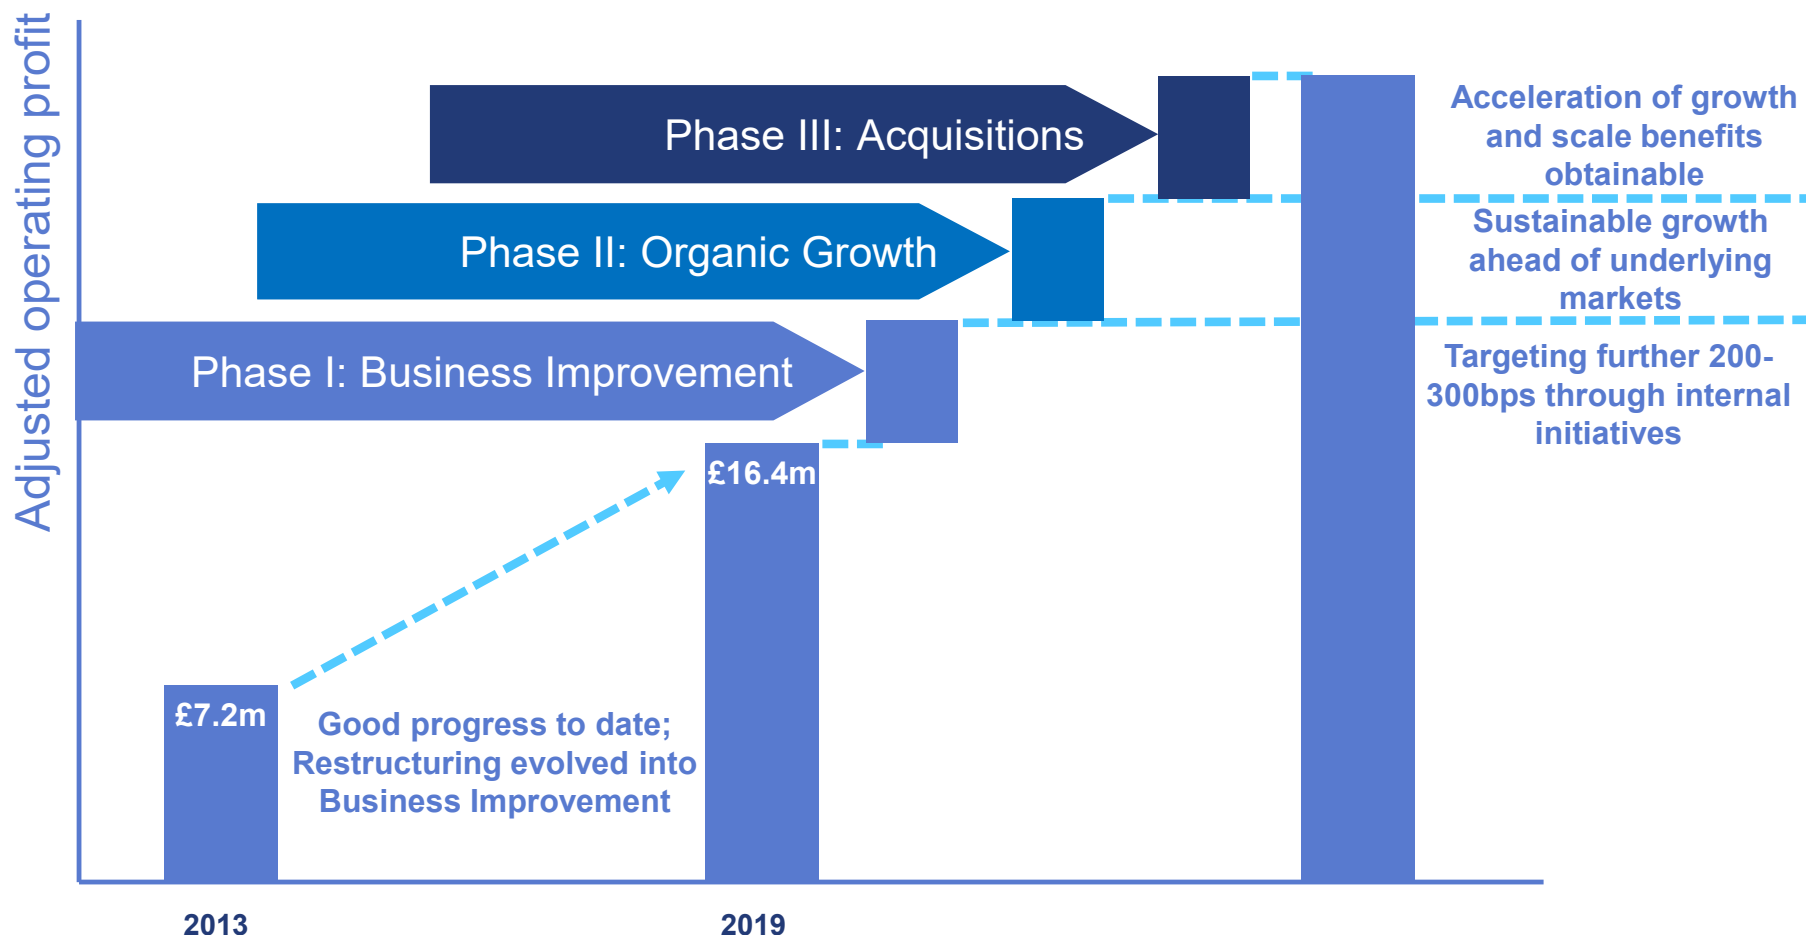 Adjusted operating profit
Phase III: Acquisitions
Acceleration of growth
and scale benefits
obtainable
Phase II: Organic Growth
Sustainable growth
ahead of underlying
markets
Phase I: Business Improvement
Targeting further 200-
300bps through internal
initiatives
£16.4m
£7.2m
Good progress to date;
Restructuring evolved into
Business Improvement
2013
2019